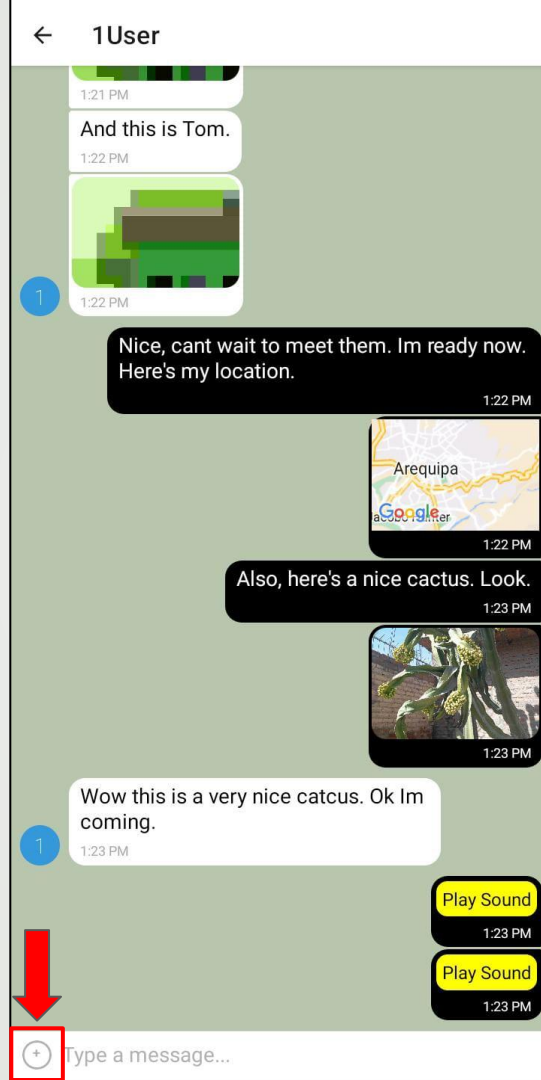 ← 1User
1:21 PM
And this is Tom.
1:22 PM
1
1:22 PM
Nice, cant wait to meet them. Im ready now.
Here's my location.
1:22 PM
Arequipa
Google
1:22 PM
Also, here's a nice cactus. Look.
1:23 PM
1:23 PM
Wow this is a very nice catcus. Ok Im
coming.
1
1:23 PM
Play Sound
1:23 PM
Play Sound
1:23 PM
+ Type a message...